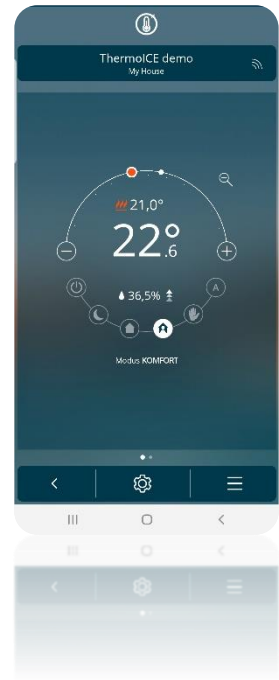 ThermoICE demo
My House
21,0°
22°.6
36,5%
A
Modus KOMFORT